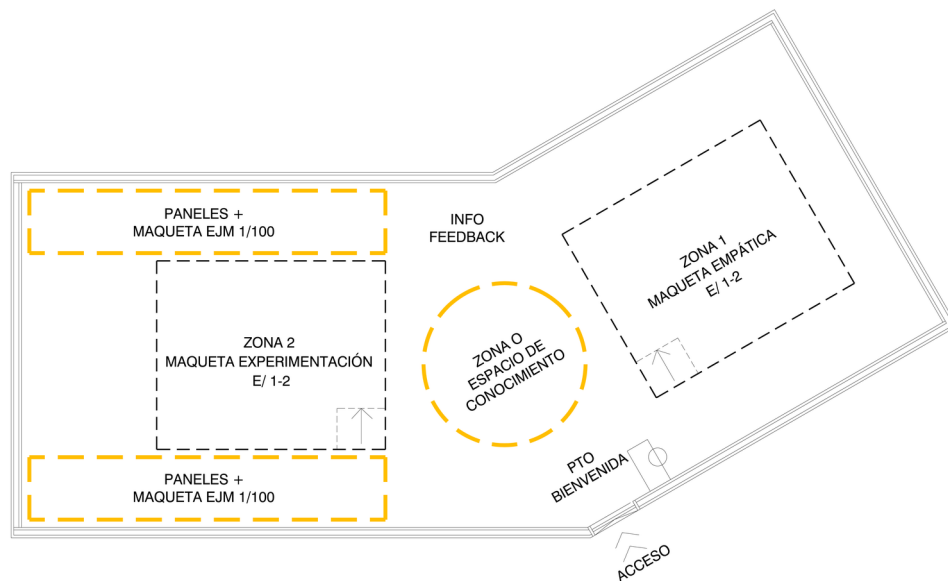 PANELES +
MAQUETA EJM 1/100
INFO
FEEDBACK
ZONA 1
MAQUETA EMPÁTICA
E/ 1-2
ZONA 2
MAQUETA EXPERIMENTACIÓN
E/ 1-2
ZONA O
ESPACIO DE
CONOCIMIENTO
PANELES +
MAQUETA EJM 1/100
PTO
BIENVENIDA
ACCESO